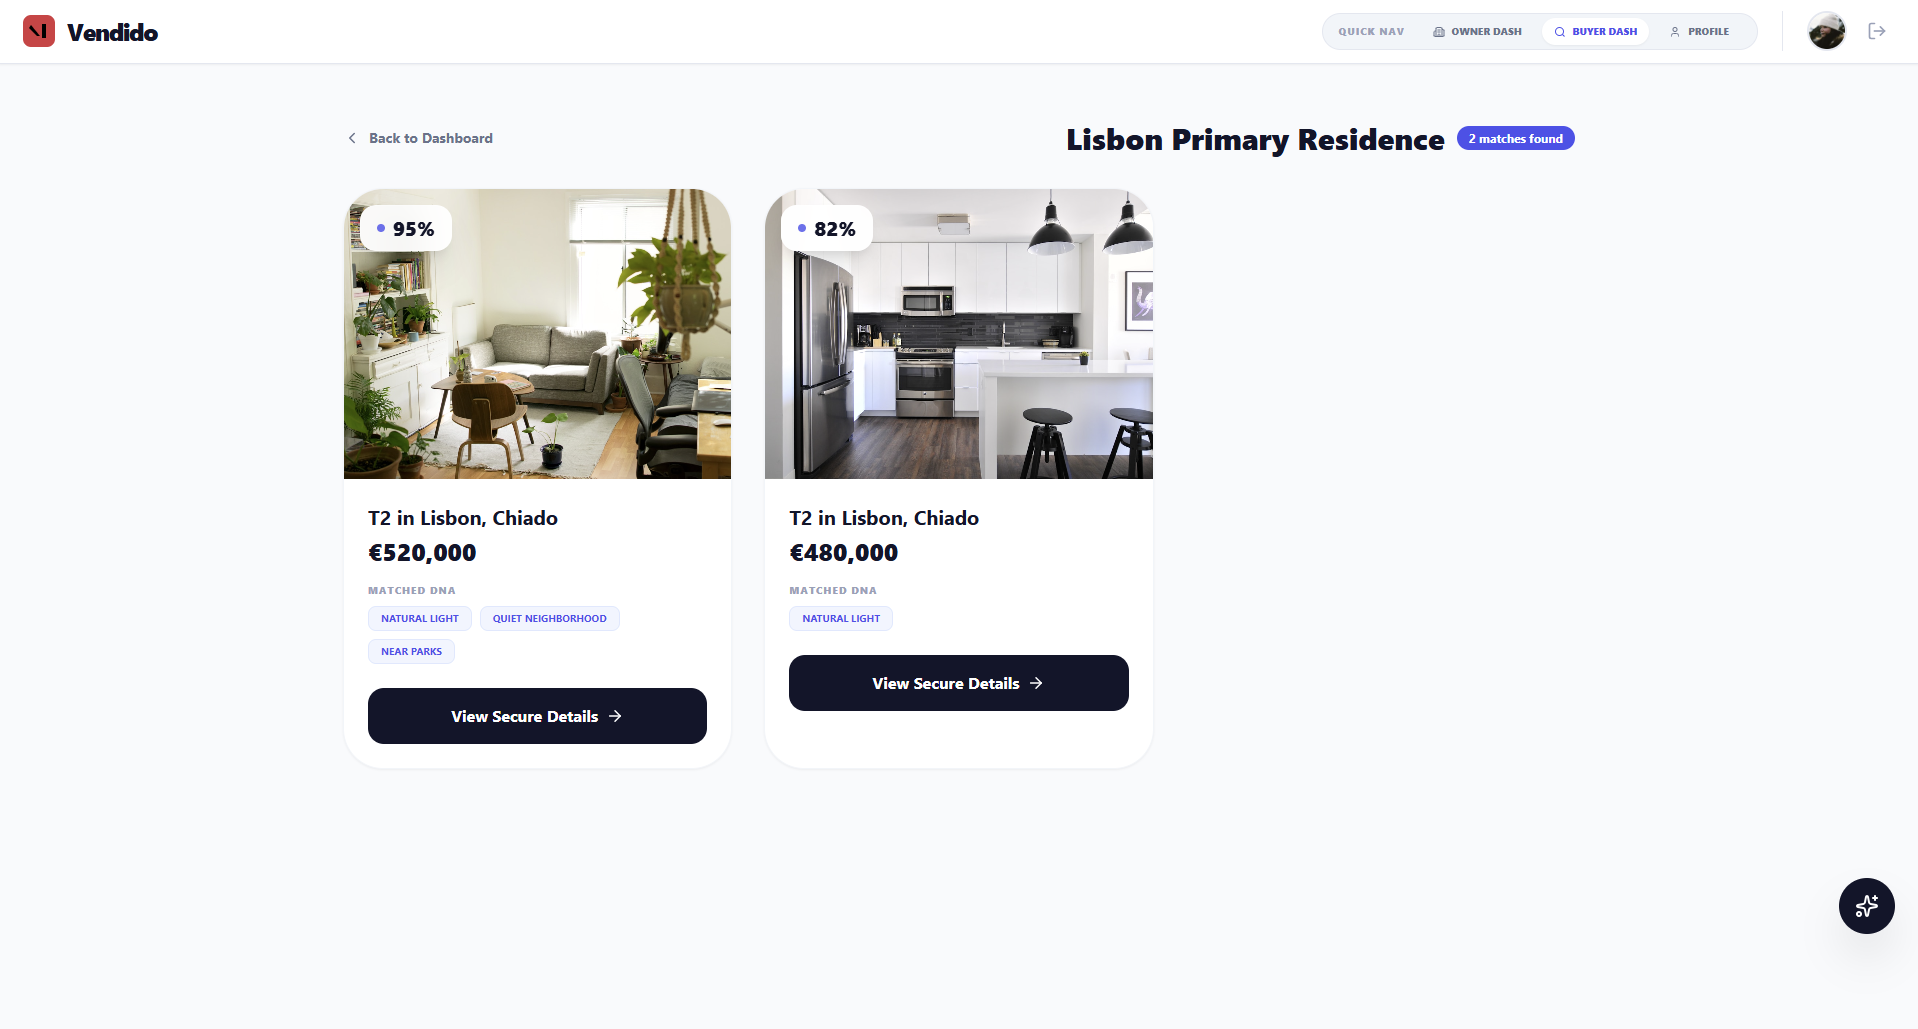 Vendido
QUICK NAV
OWNER DASH
BUYER DASH
PROFILE
Back to Dashboard
Lisbon Primary Residence
2 matches found
95%
T2 in Lisbon, Chiado
€520,000
MATCHED DNA
NATURAL LIGHT
QUIET NEIGHBORHOOD
NEAR PARKS
View Secure Details
82%
T2 in Lisbon, Chiado
€480,000
MATCHED DNA
NATURAL LIGHT
View Secure Details